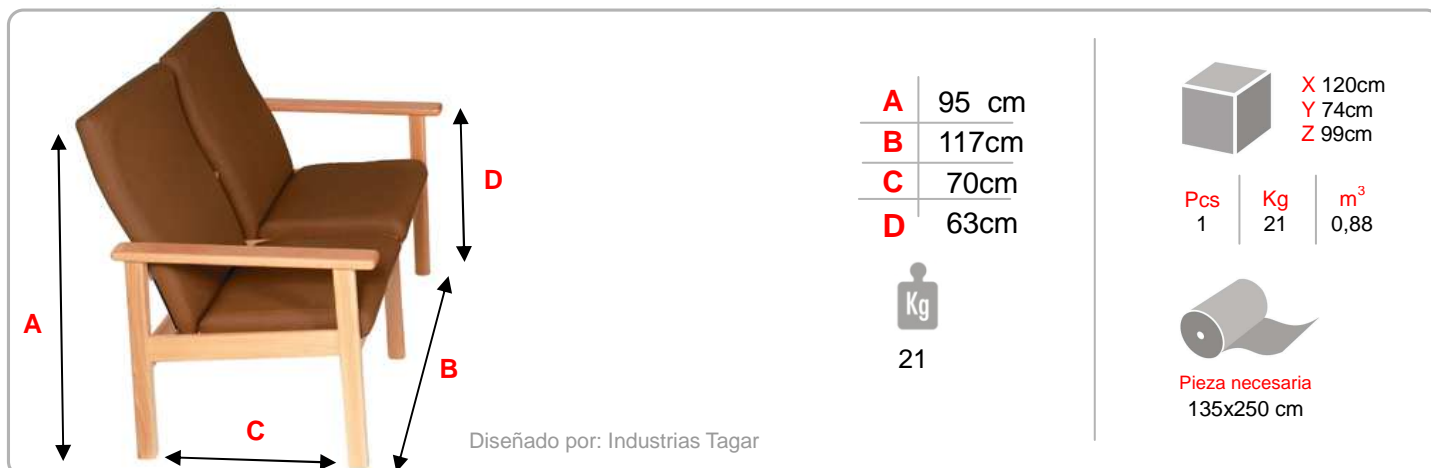 A
B
C
D
Diseñado por: Industrias Tagar
A 95 cm
B 117cm
C 70cm
D 63cm
Kg
21
X 120cm
Y 74cm
Z 99cm
Pcs Kg m³
1 21 0,88
Pieza necesaria
135x250 cm